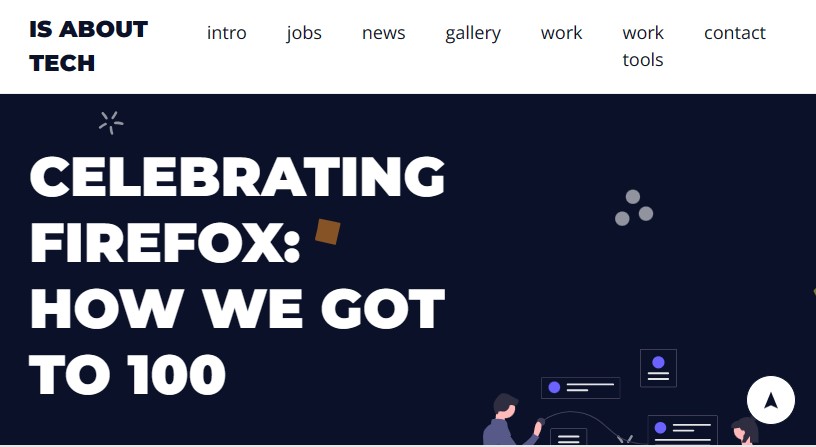 IS ABOUT
TECH
intro jobs news gallery work work tools contact
CELEBRATING
FIREFOX:
HOW WE GOT
TO 100